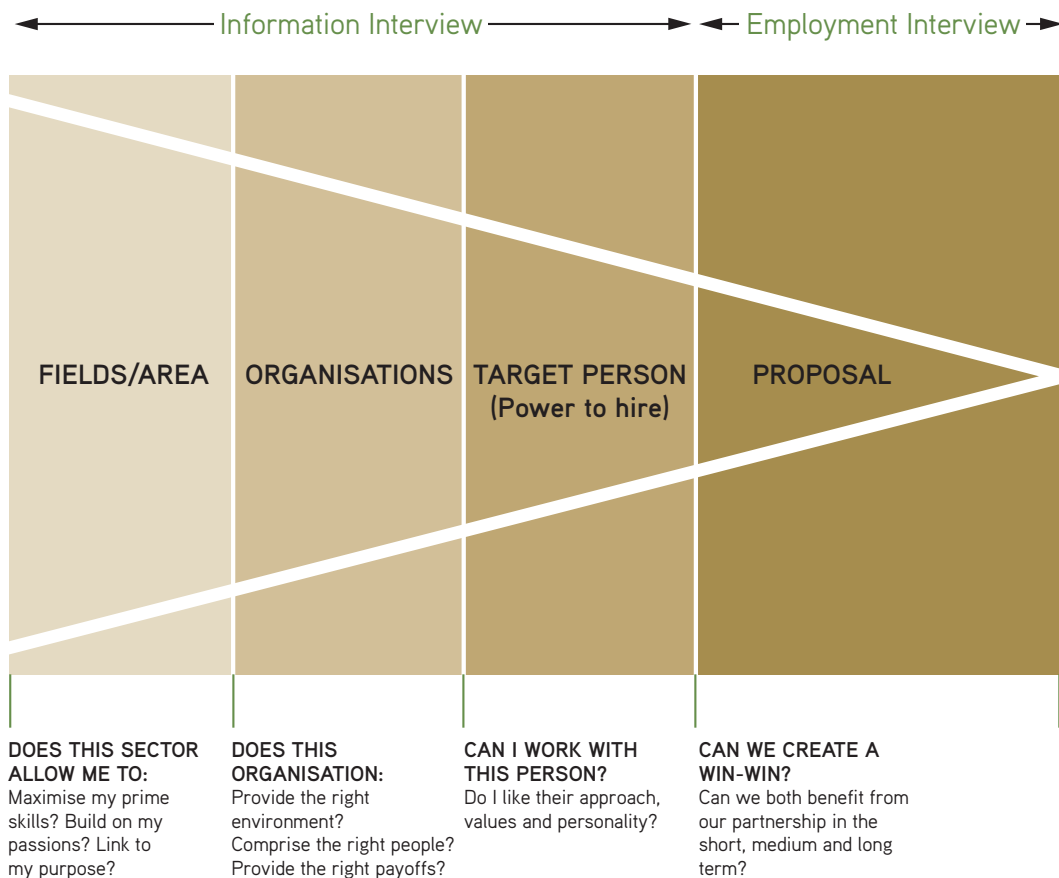 Information Interview
Employment Interview
FIELDS/AREA
ORGANISATIONS
TARGET PERSON
(Power to hire)
PROPOSAL
DOES THIS SECTOR
ALLOW ME TO:
Maximise my prime
skills? Build on my
passions? Link to
my purpose?
DOES THIS
ORGANISATION:
Provide the right
environment?
Comprise the right people?
Provide the right payoffs?
CAN I WORK WITH
THIS PERSON?
Do I like their approach,
values and personality?
CAN WE CREATE A
WIN-WIN?
Can we both benefit from
our partnership in the
short, medium and long
term?